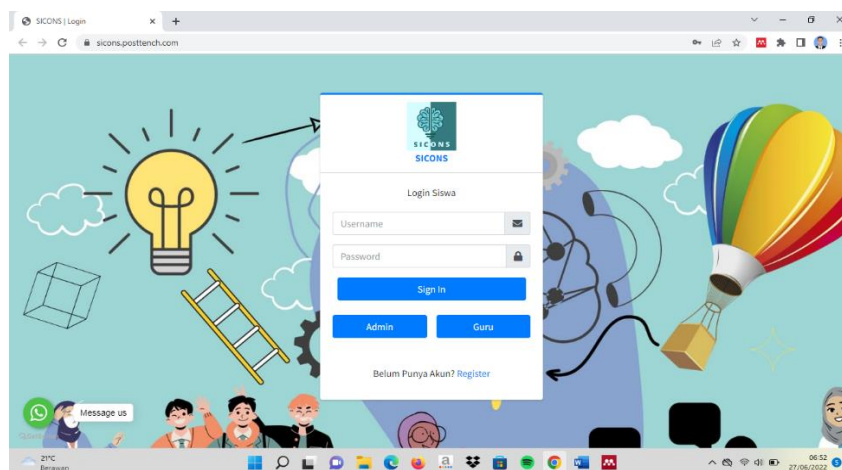 SICONS | Login
sicons.posttench.com
SICONS
SICONS
Login Siswa
Username
Password
Sign In
Admin
Guru
Belum Punya Akun? Register
Message us
21°C
Berawan
06:52
27/06/2022